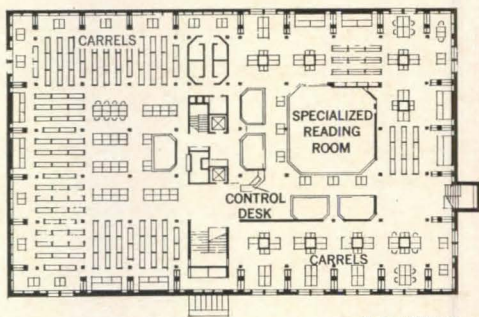 CARRELS
SPECIALIZED
READING
ROOM
CONTROL
DESK
CARRELS